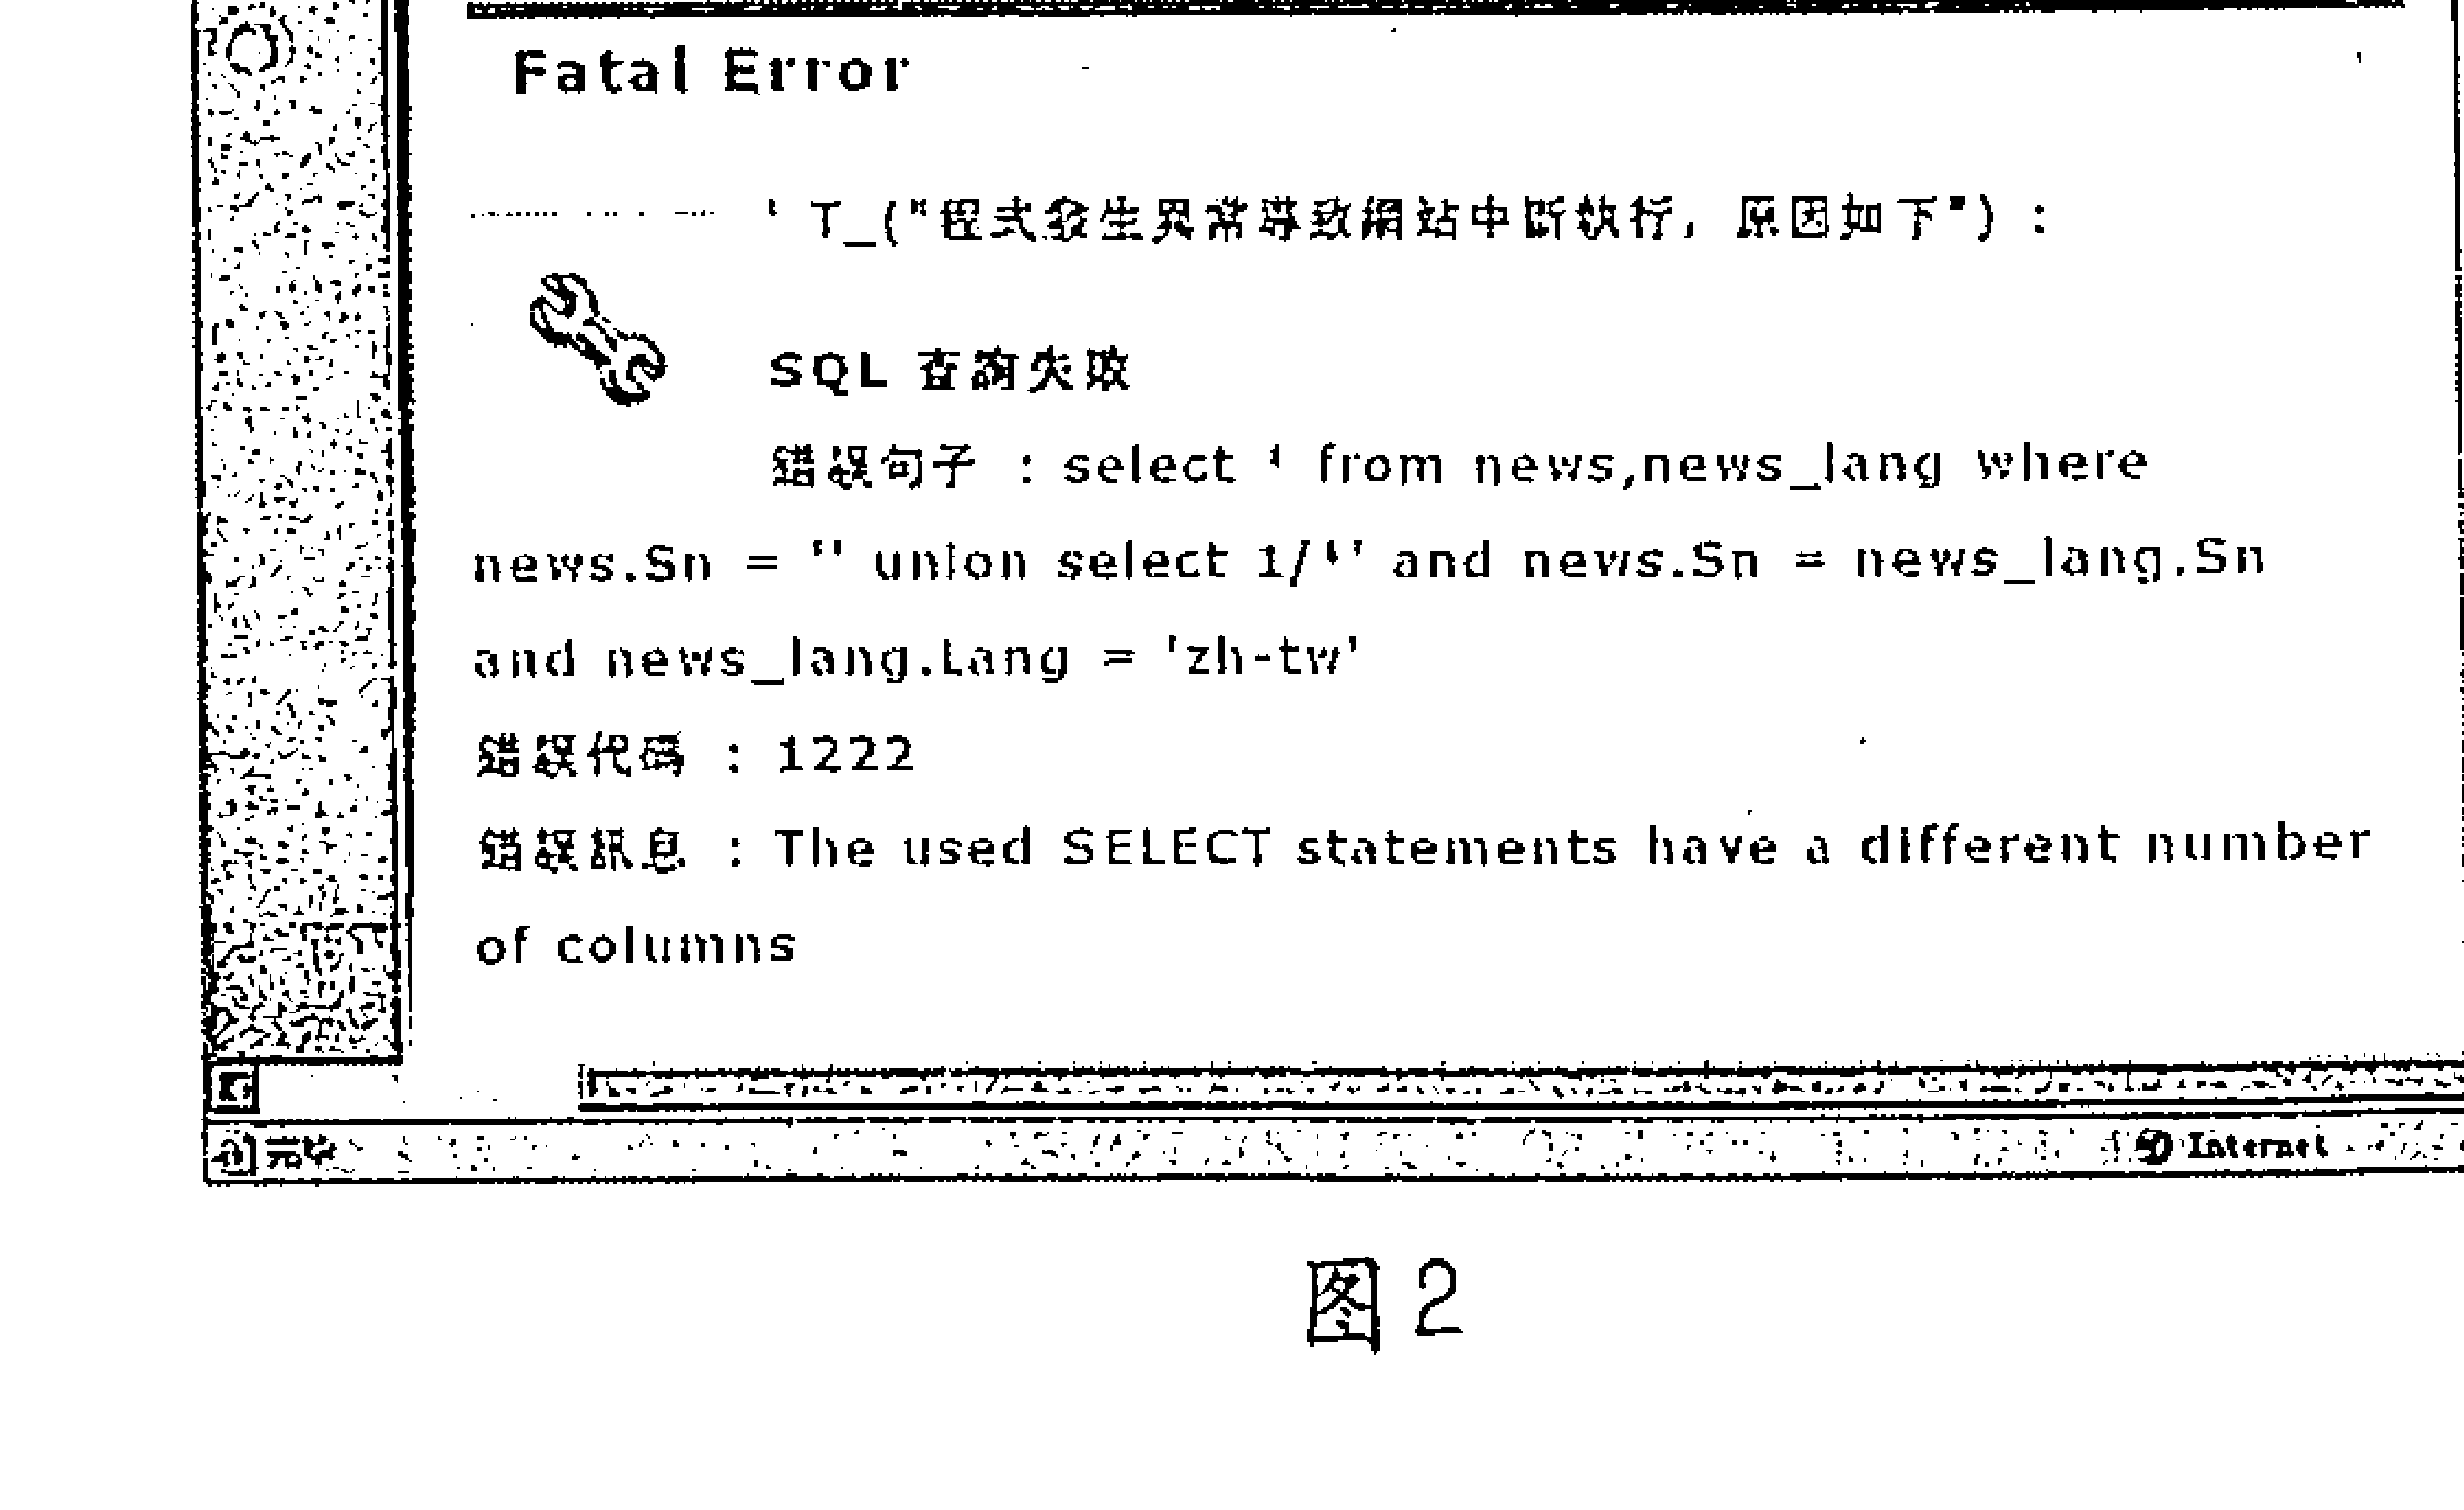 Fatal Error
' T_("程式發生異常導致網站中斷執行，原因如下") :
SQL 查詢失敗
錯誤句子 : select * from news,news_lang where
news.Sn = '' union select 1/*' and news.Sn = news_lang.Sn
and news_lang.Lang = 'zh-tw'
錯誤代碼 : 1222
錯誤訊息 : The used SELECT statements have a different number
of columns
完成
Internet
图2